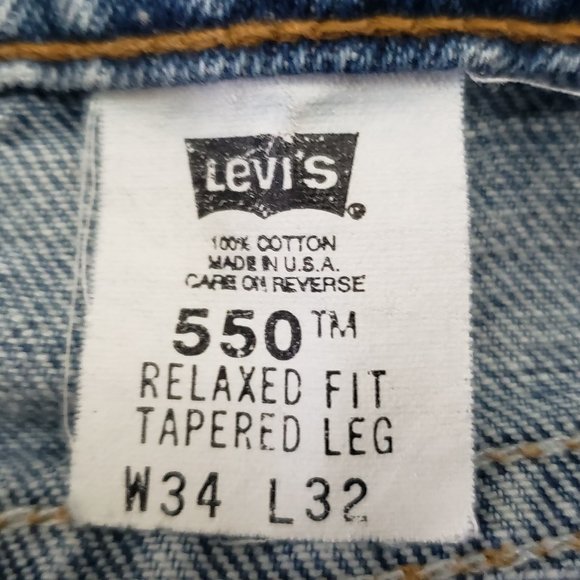 Levi's ®
100% COTTON
MADE IN U.S.A.
CARE ON REVERSE
550™
RELAXED FIT
TAPERED LEG
W34 L32